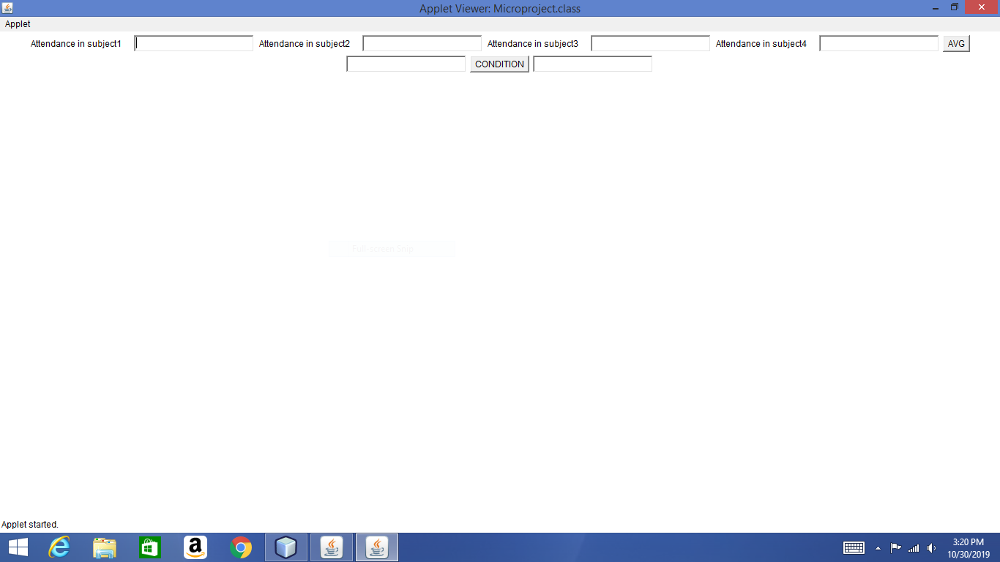 Applet Viewer: Microproject.class
Applet
Attendance in subject1 Attendance in subject2 Attendance in subject3 Attendance in subject4 AVG
CONDITION
Full-screen Snip
Applet started.
3:20 PM
10/30/2019